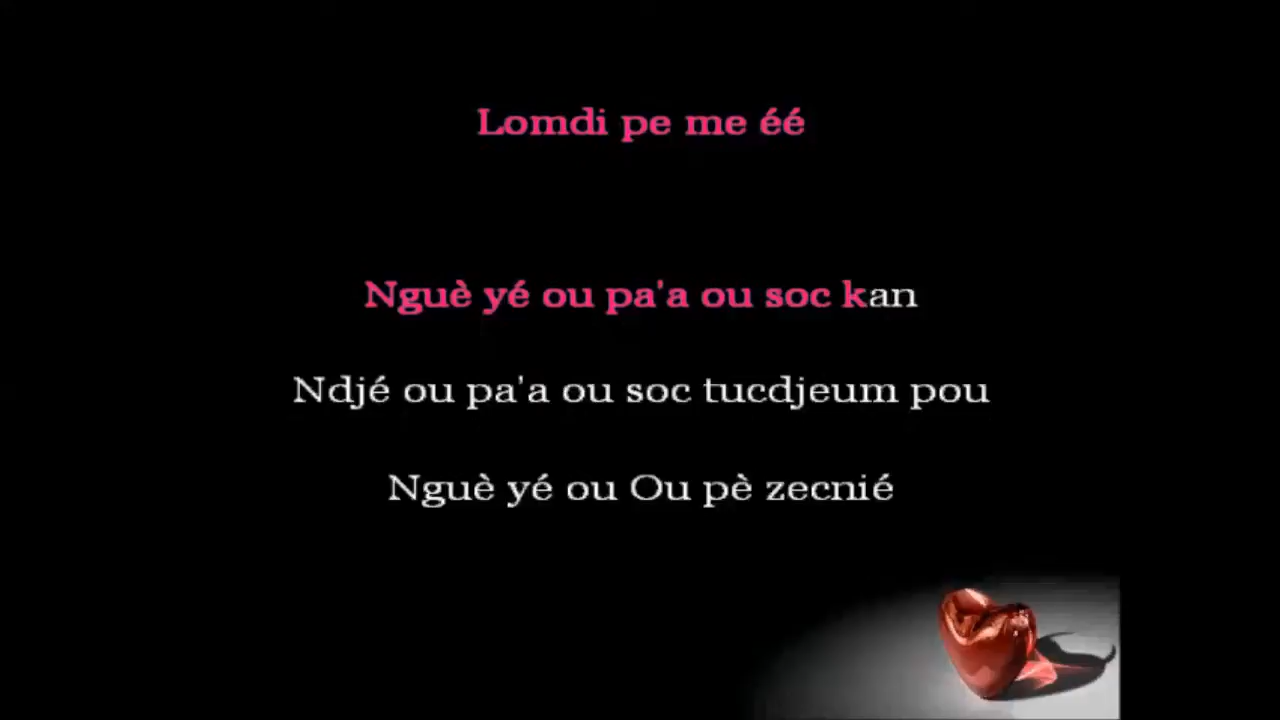 Lomdi pe me éé
Nguè yé ou pa'a ou soc kan
Ndjé ou pa'a ou soc tucdjeum pou
Nguè yé ou Ou pè zecnié